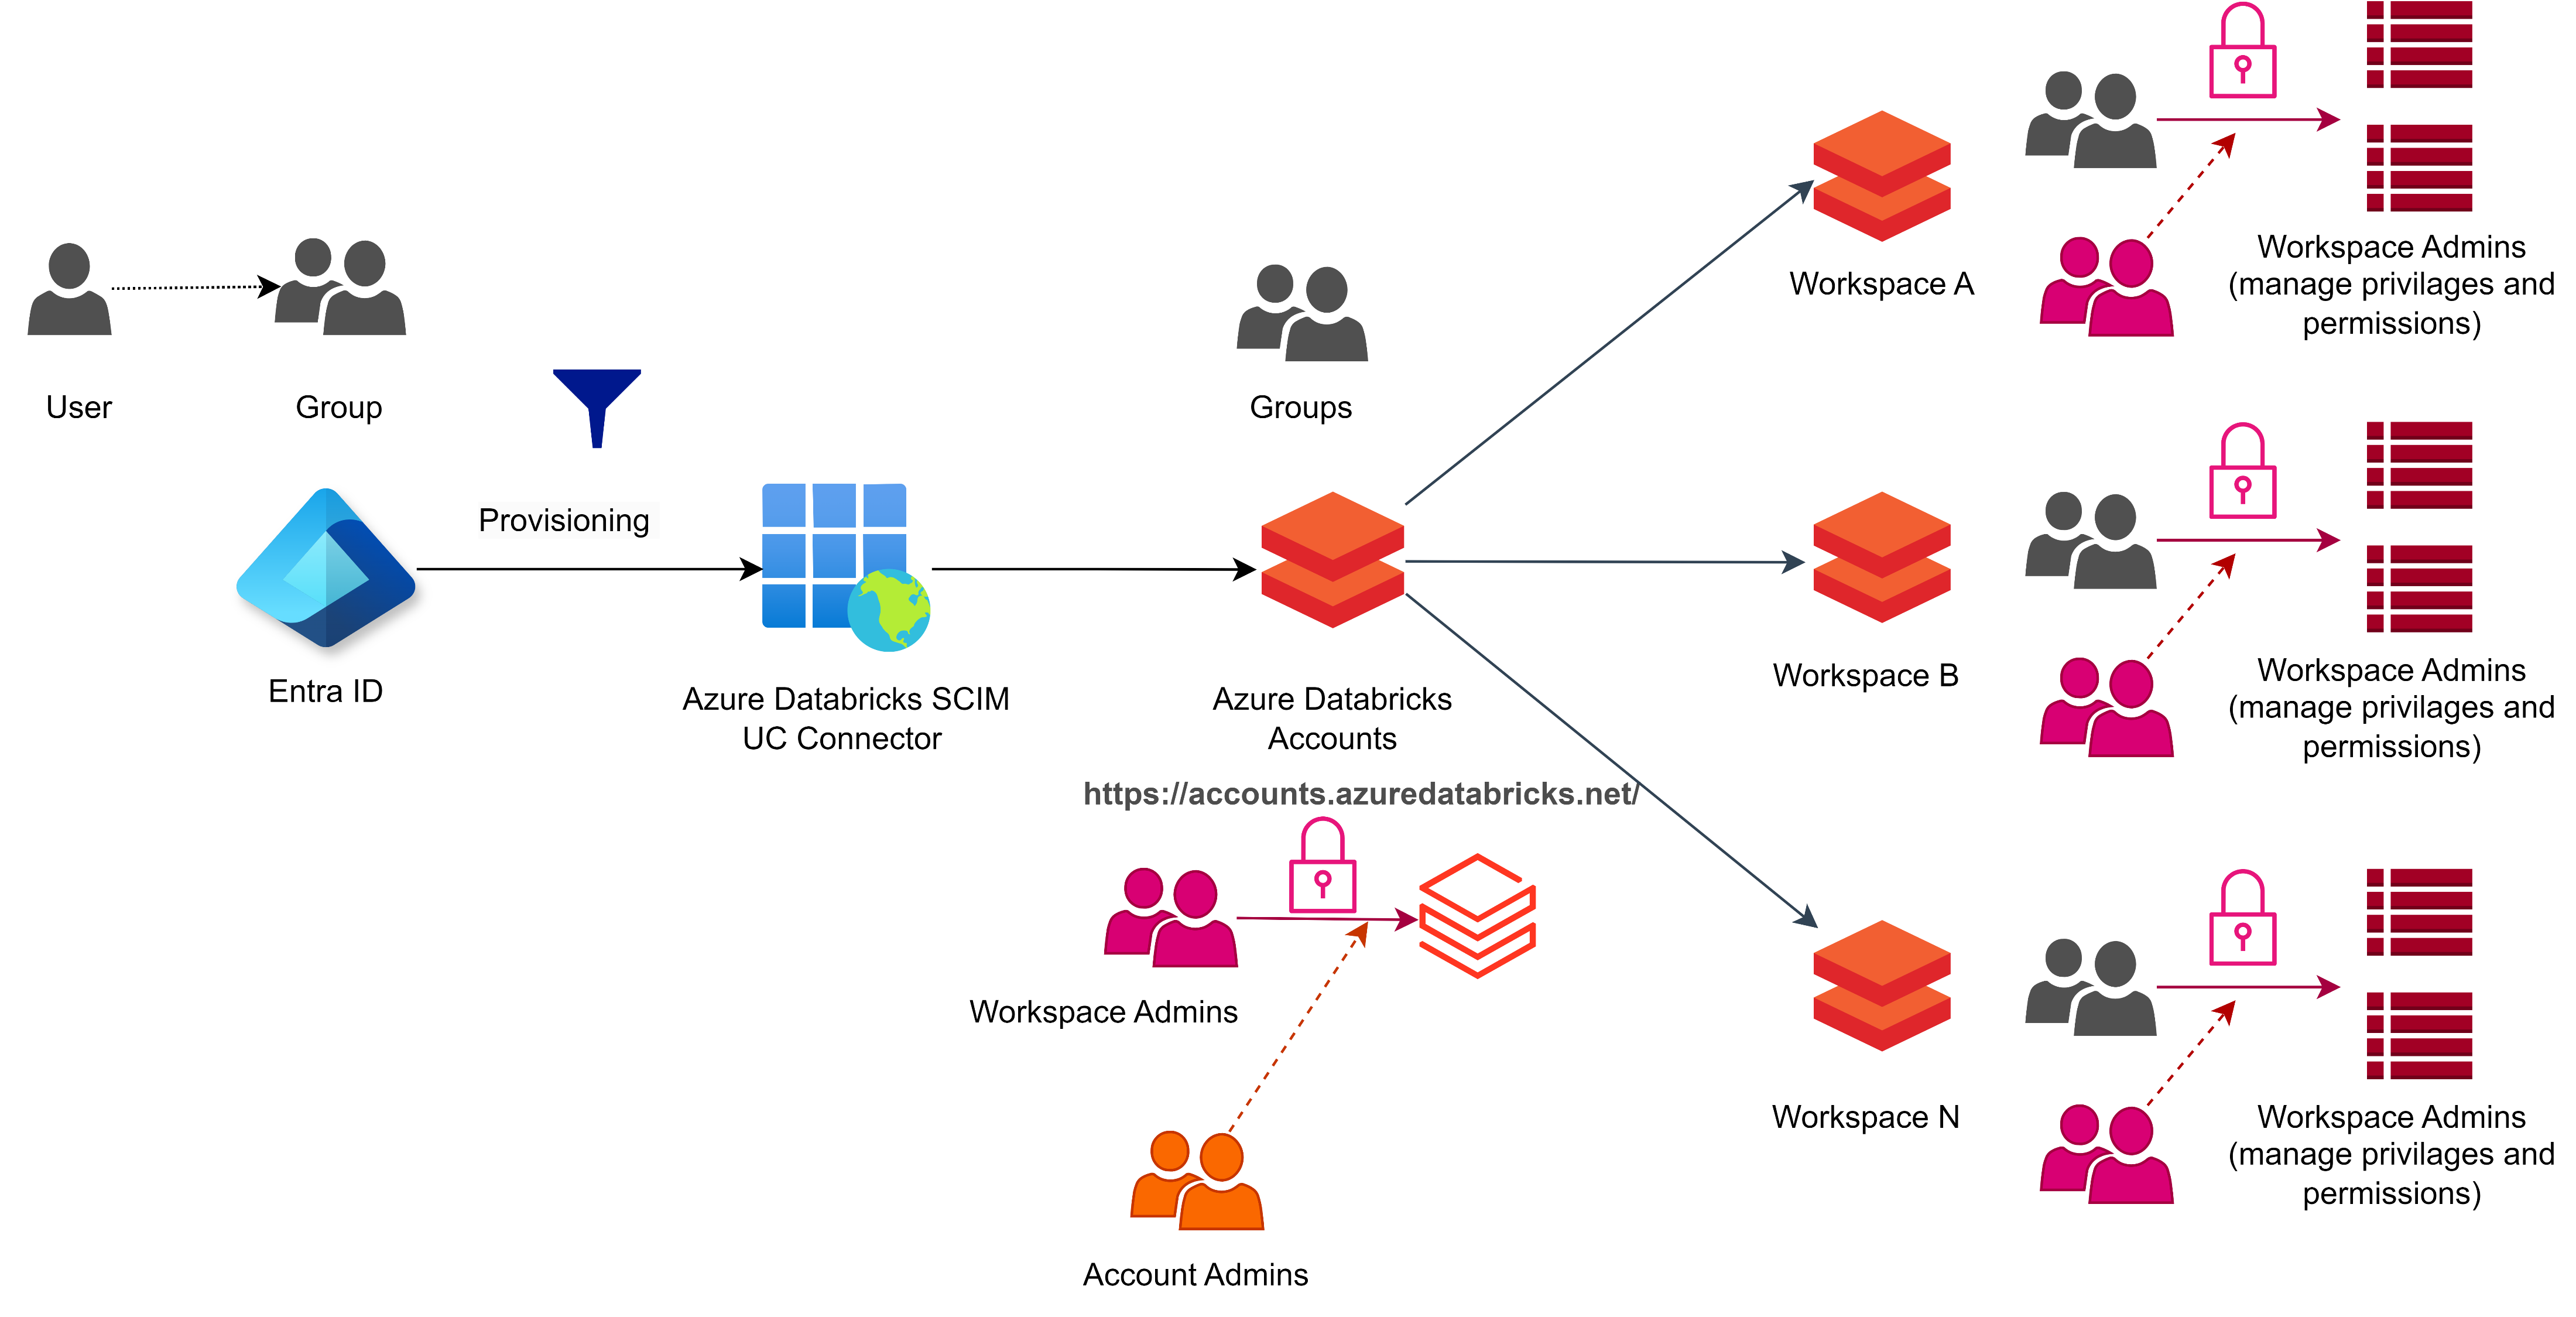 User
Group
Provisioning
Entra ID
Azure Databricks SCIM
UC Connector
Groups
Azure Databricks
Accounts
https://accounts.azuredatabricks.net/
Workspace Admins
Account Admins
Workspace A
Workspace Admins
(manage privilages and
permissions)
Workspace B
Workspace Admins
(manage privilages and
permissions)
Workspace N
Workspace Admins
(manage privilages and
permissions)